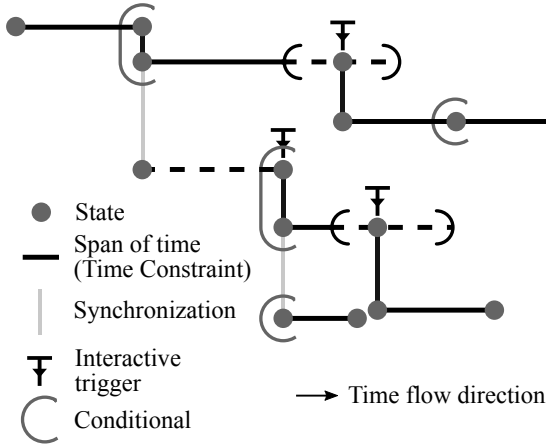 State
Span of time
(Time Constraint)
Synchronization
Interactive
trigger
Time flow direction
Conditional